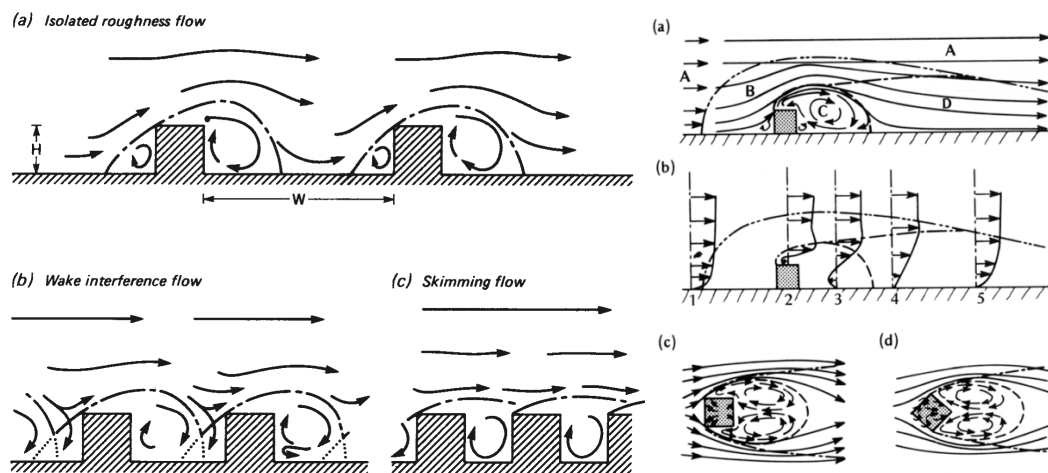 (a) Isolated roughness flow
H
W
(b) Wake interference flow
(c) Skimming flow
(a)
A
A
B
C
D
(b)
1 2 3 4 5
(c)
(d)